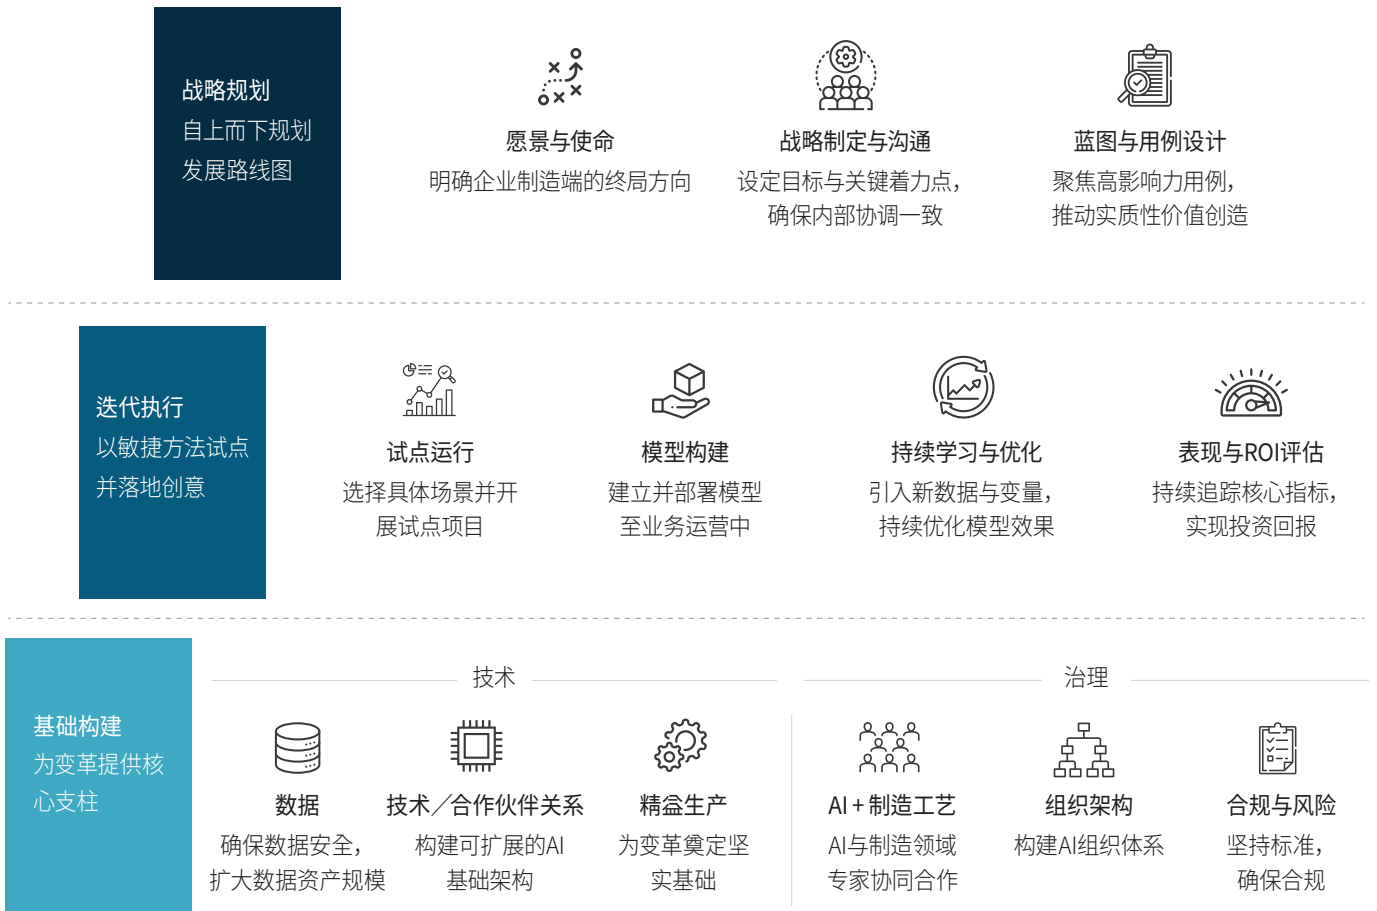 战略规划
自上而下规划
发展路线图
愿景与使命
明确企业制造端的终局方向
战略制定与沟通
设定目标与关键着力点，
确保内部协调一致
蓝图与用例设计
聚焦高影响力用例，
推动实质性价值创造
迭代执行
以敏捷方法试点
并落地创意
试点运行
选择具体场景并开
展试点项目
模型构建
建立并部署模型
至业务运营中
持续学习与优化
引入新数据与变量，
持续优化模型效果
表现与ROI评估
持续追踪核心指标，
实现投资回报
基础构建
为变革提供核
心支柱
技术
数据
确保数据安全，
扩大数据资产规模
技术／合作伙伴关系
构建可扩展的AI
基础架构
精益生产
为变革奠定坚
实基础
治理
AI + 制造工艺
AI与制造领域
专家协同合作
组织架构
构建AI组织体系
合规与风险
坚持标准，
确保合规